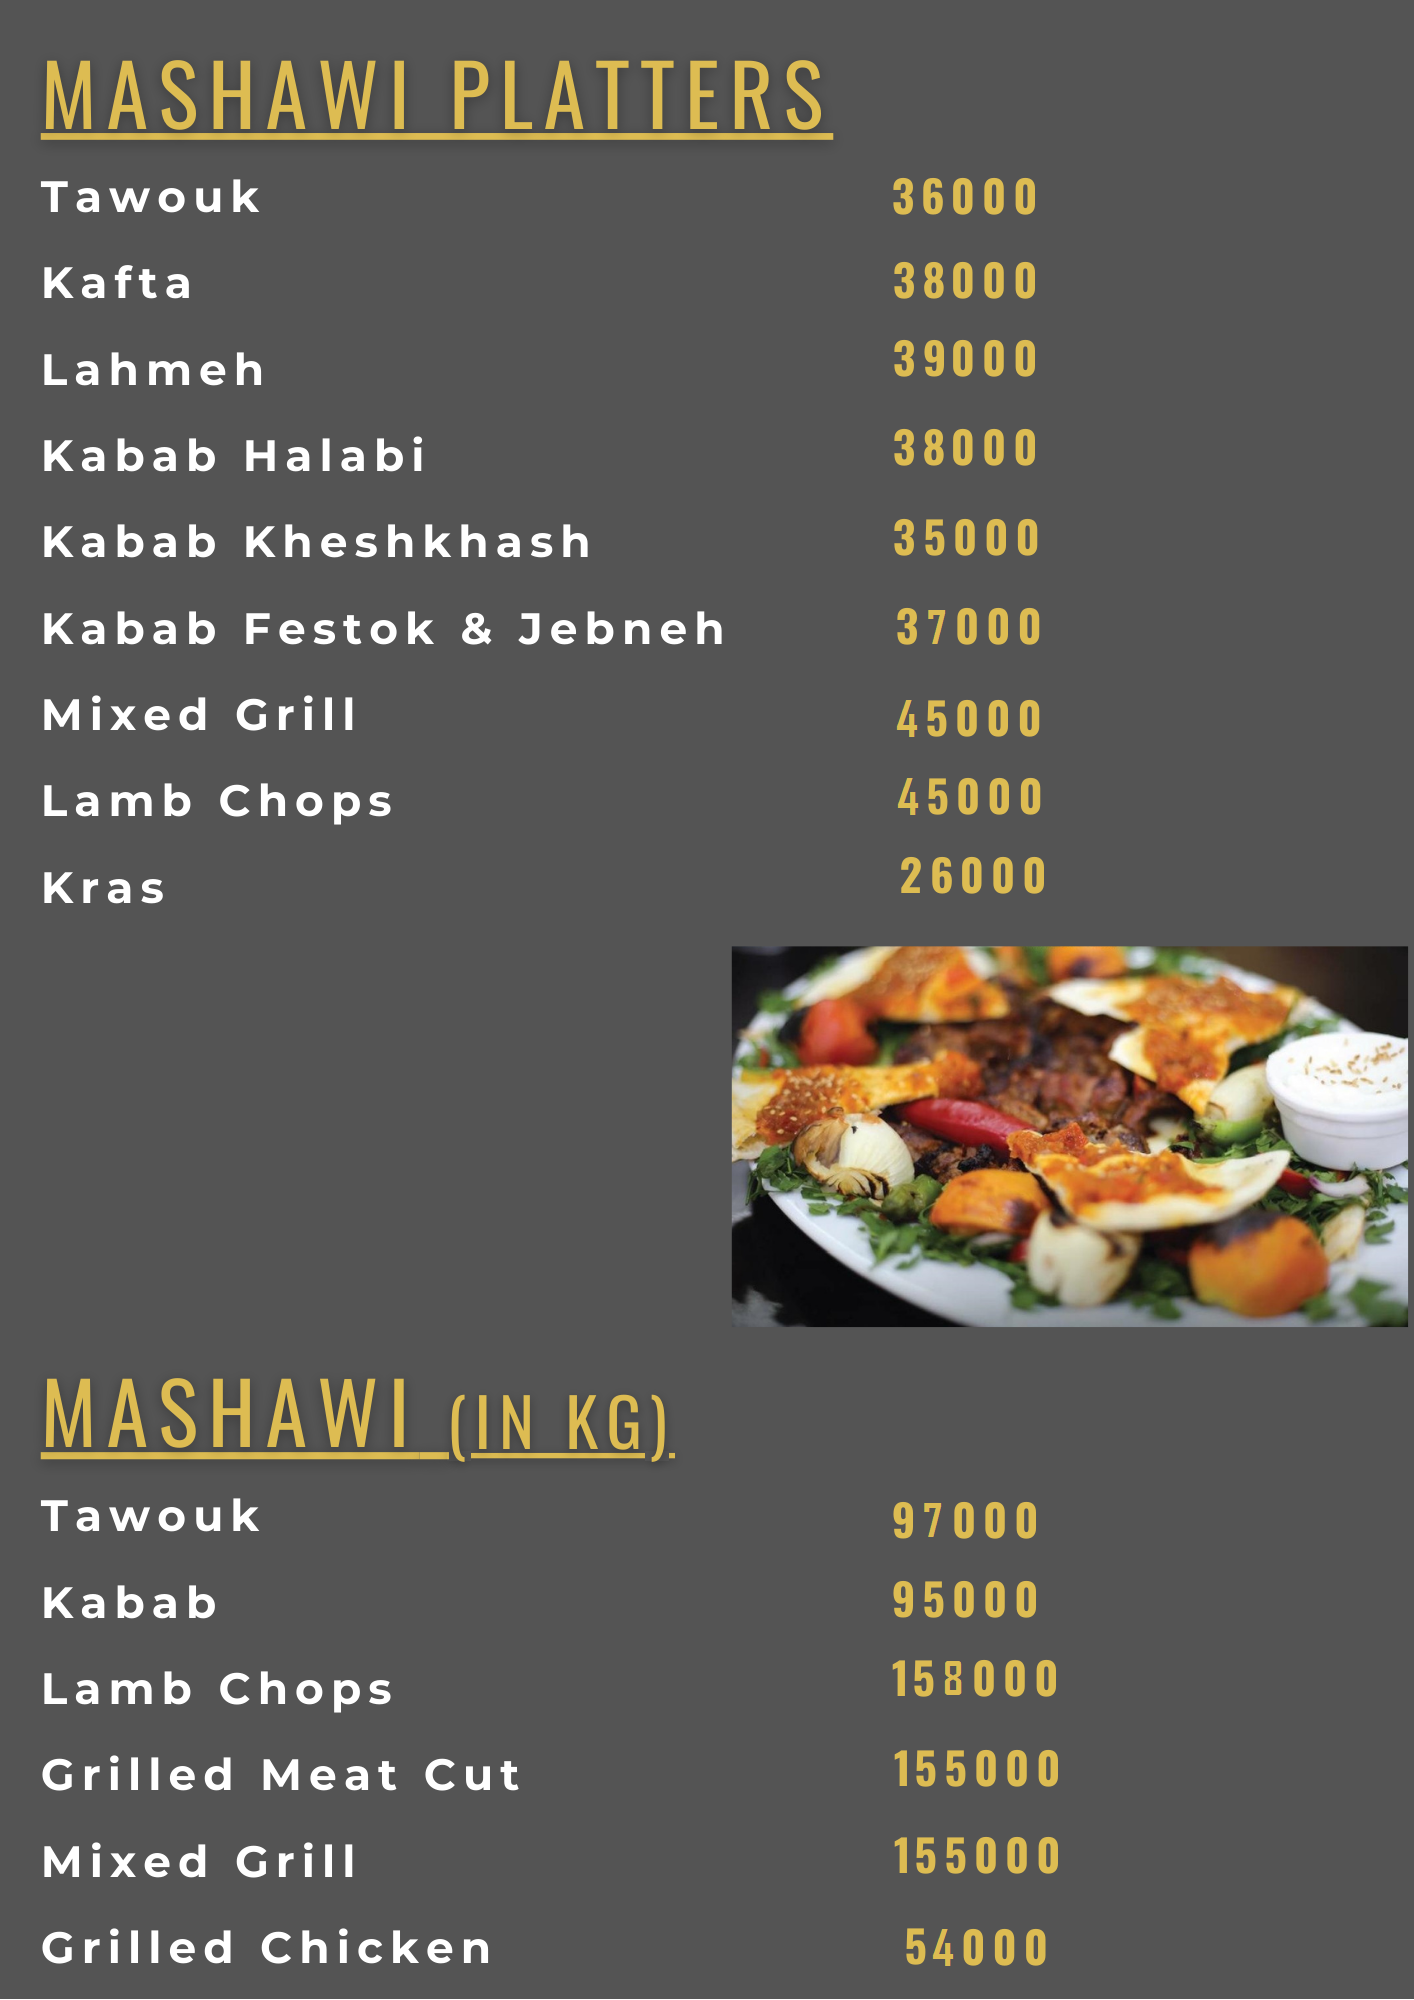 MASHAWI PLATTERS
Tawouk 36000
Kafta 38000
Lahmeh 39000
Kabab Halabi 38000
Kabab Kheshkhash 35000
Kabab Festok & Jebneh 37000
Mixed Grill 45000
Lamb Chops 45000
Kras 26000
MASHAWI (IN KG)
Tawouk 97000
Kabab 95000
Lamb Chops 158000
Grilled Meat Cut 155000
Mixed Grill 155000
Grilled Chicken 54000